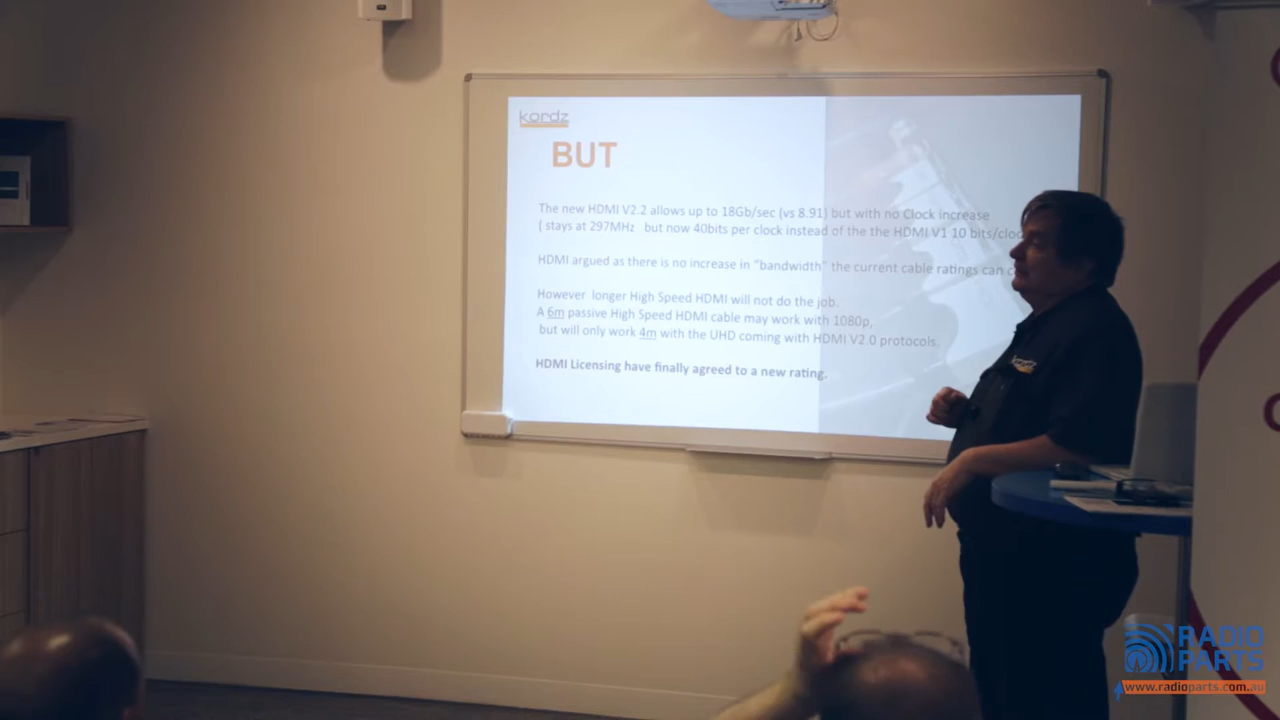 kordz
BUT
The new HDMI V2.2 allows up to 18Gb/sec (vs 8.91) but with no Clock increase
( stays at 297MHz but now 40bits per clock instead of the the HDMI V1 10 bits/cloc
HDMI argued as there is no increase in "bandwidth" the current cable ratings can
However longer High Speed HDMI will not do the job.
A 6m passive High Speed HDMI cable may work with 1080p,
but will only work 4m with the UHD coming with HDMI V2.0 protocols.
HDMI Licensing have finally agreed to a new rating.
kordz
RADIO
PARTS
www.radioparts.com.au